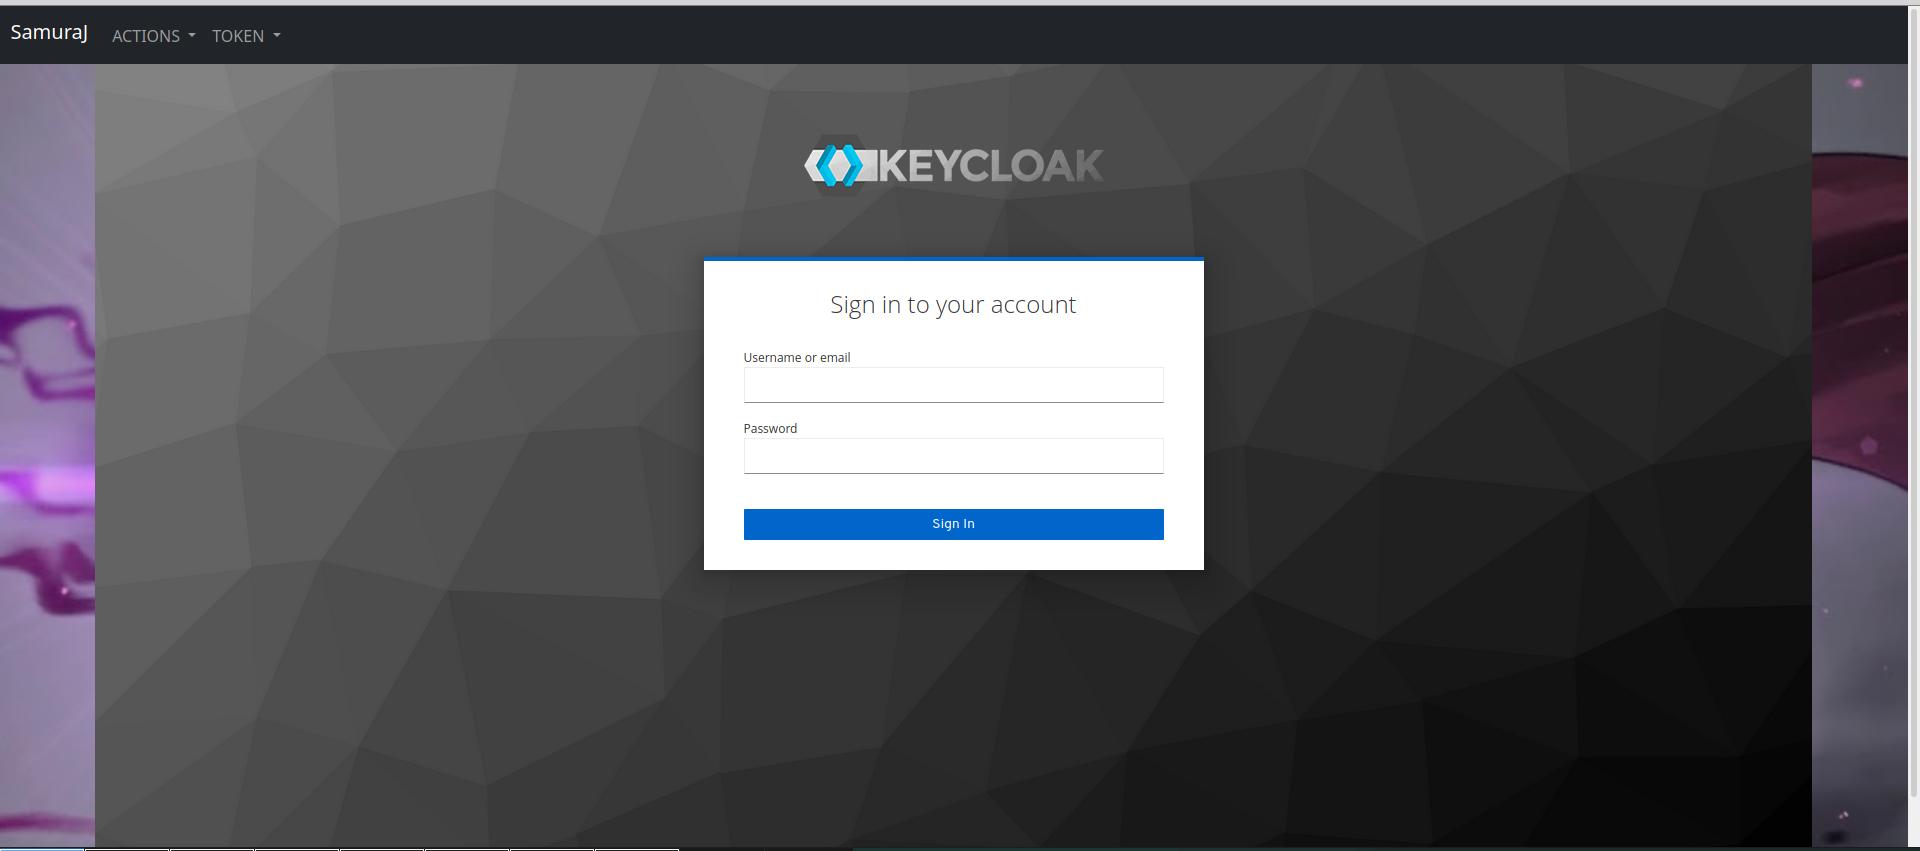 SamuraJ ACTIONS TOKEN
KEYCLOAK
Sign in to your account
Username or email
Password
Sign In